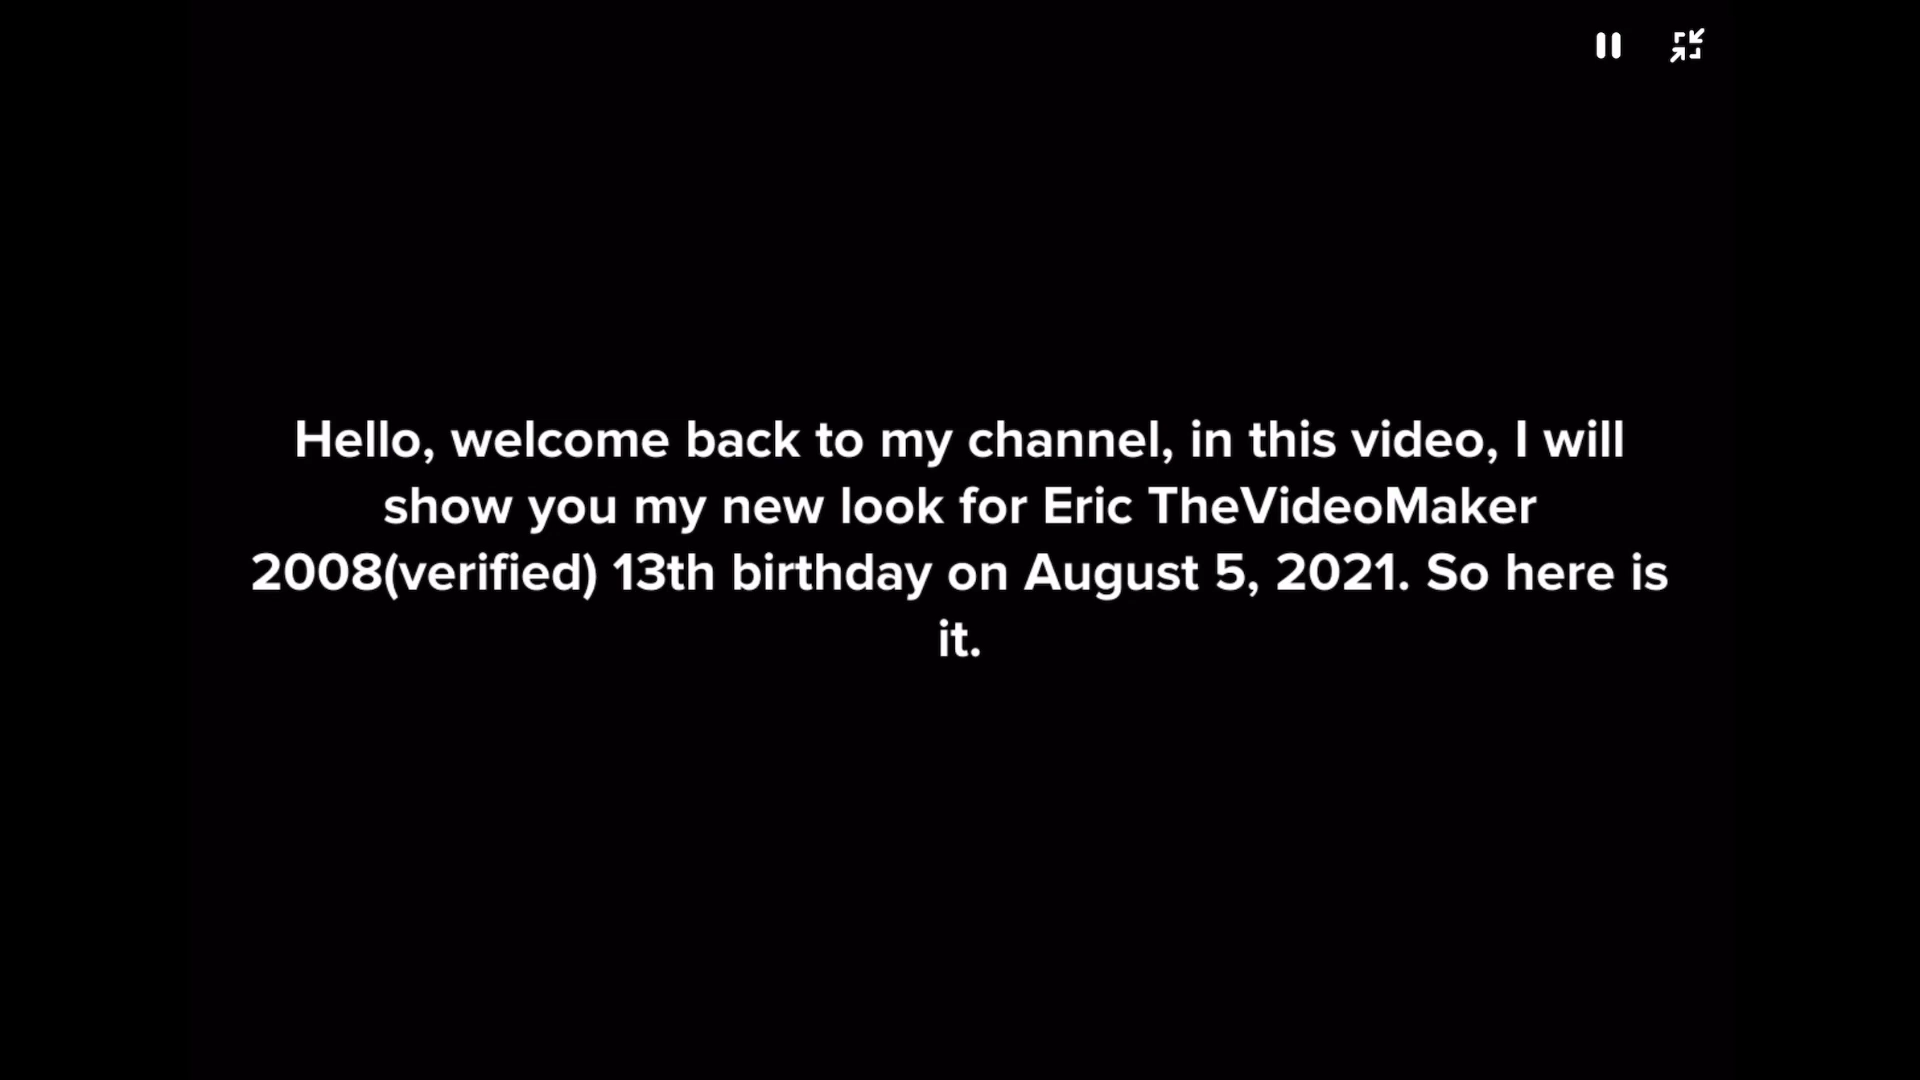 Hello, welcome back to my channel, in this video, I will
show you my new look for Eric TheVideoMaker
2008(verified) 13th birthday on August 5, 2021. So here is
it.